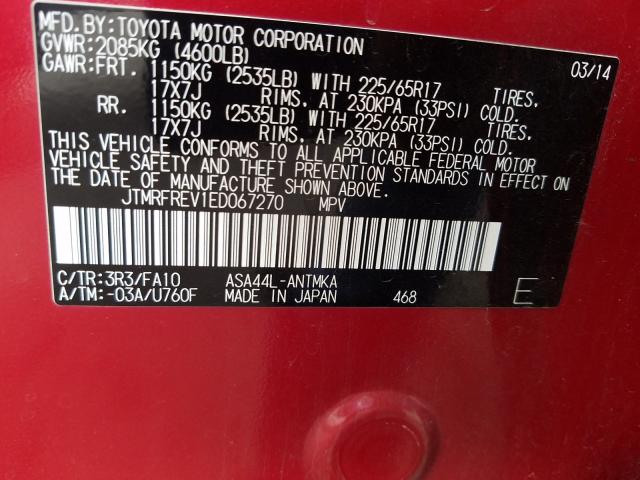 MFD.BY:TOYOTA MOTOR CORPORATION
GVWR:2085KG (4600LB) 03/14
GAWR:FRT. 1150KG (2535LB) WITH 225/65R17 TIRES,
17X7J RIMS, AT 230KPA (33PSI) COLD.
RR. 1150KG (2535LB) WITH 225/65R17 TIRES,
17X7J RIMS, AT 230KPA (33PSI) COLD.
THIS VEHICLE CONFORMS TO ALL APPLICABLE FEDERAL MOTOR
VEHICLE SAFETY AND THEFT PREVENTION STANDARDS IN EFFECT ON
THE DATE OF MANUFACTURE SHOWN ABOVE.
JTMRFREV1ED067270 MPV
C/TR:3R3/FA10 ASA44L-ANTMKA
A/TM:-03A/U760F MADE IN JAPAN 468 E